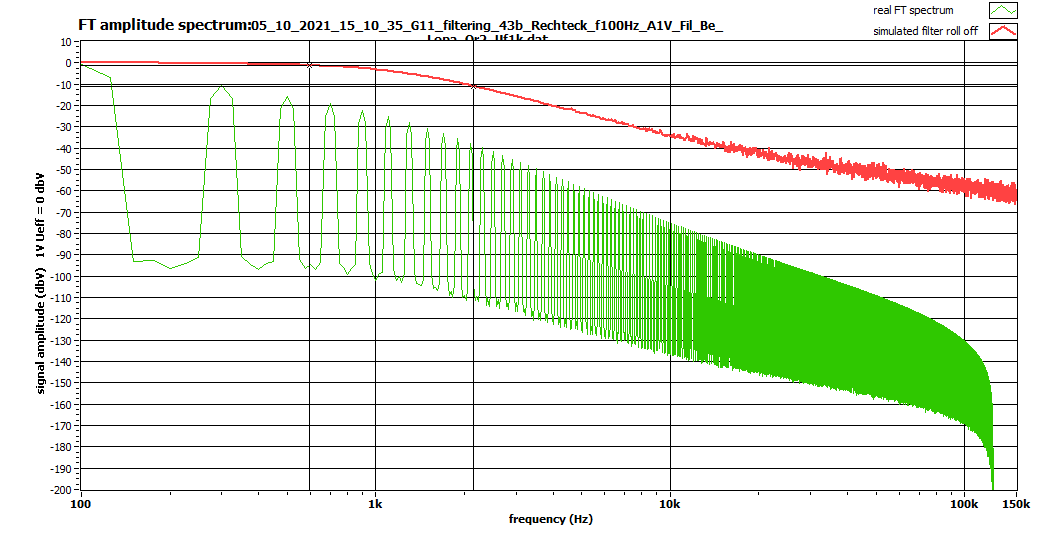 FT amplitude spectrum:05_10_2021_15_10_35_G11_filtering_43b_Rechteck_f100Hz_A1V_Fil_Be_
real FT spectrum
simulated filter roll off
10
0
-10
-20
-30
-40
-50
-60
-70
-80
-90
-100
-110
-120
-130
-140
-150
-160
-170
-180
-190
-200
signal amplitude (dbV) 1V Ueff = 0 dbV
100
1k
10k
100k
150k
frequency (Hz)